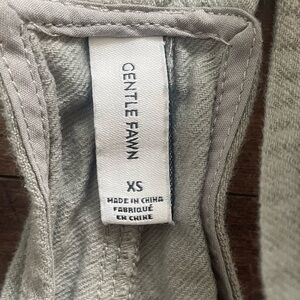 GENTLE FAWN
XS
MADE IN CHINA
FABRIQUÉ
EN CHINE